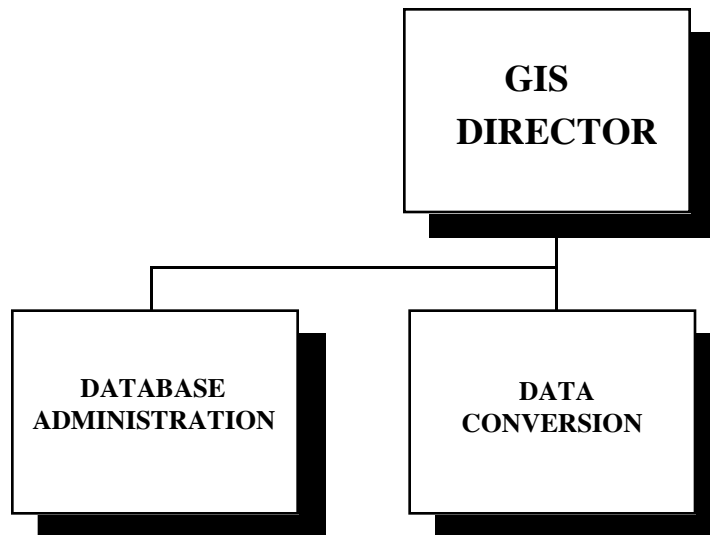 GIS
DIRECTOR
DATABASE
ADMINISTRATION
DATA
CONVERSION